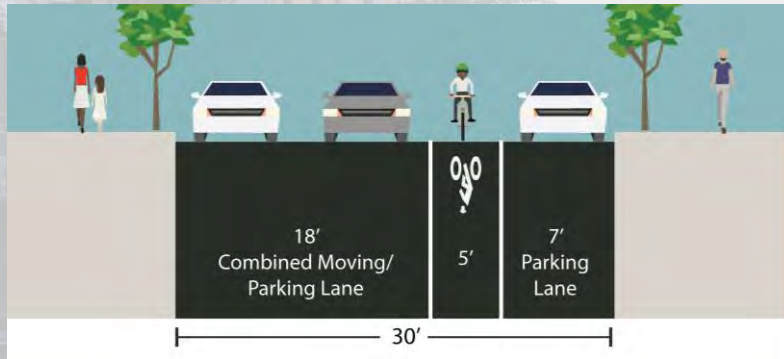 18'
Combined Moving/
Parking Lane
5'
7'
Parking
Lane
30'